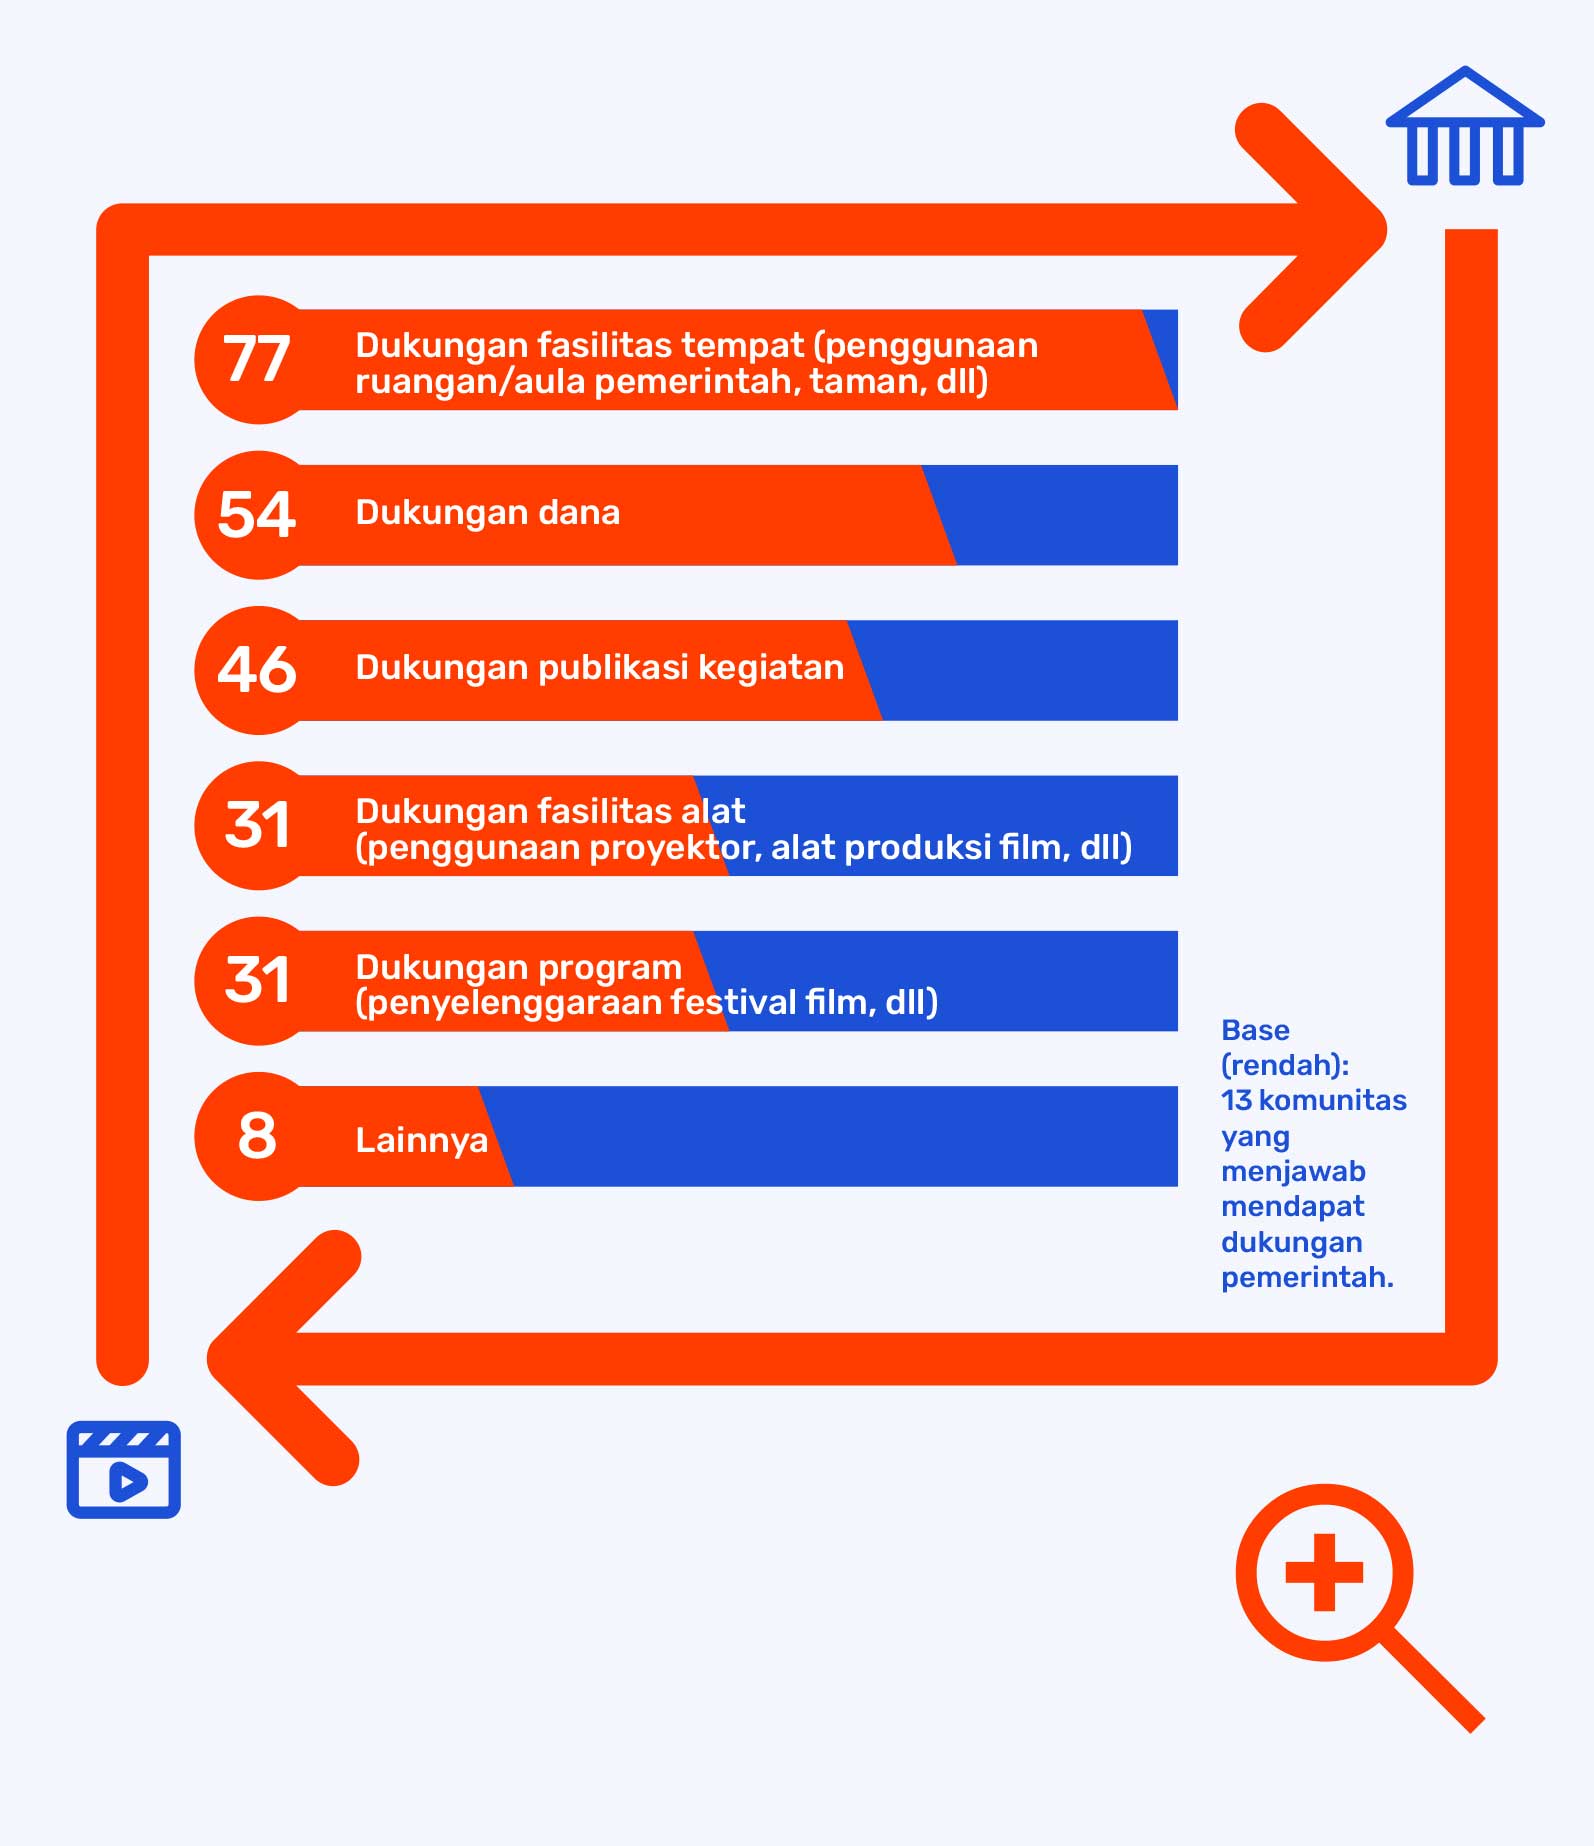 77
Dukungan fasilitas tempat (penggunaan
ruangan/aula pemerintah, taman, dll)
54
Dukungan dana
46
Dukungan publikasi kegiatan
31
Dukungan fasilitas alat
(penggunaan proyektor, alat produksi film, dll)
31
Dukungan program
(penyelenggaraan festival film, dll)
8
Lainnya
Base
(rendah):
13 komunitas
yang
menjawab
mendapat
dukungan
pemerintah.